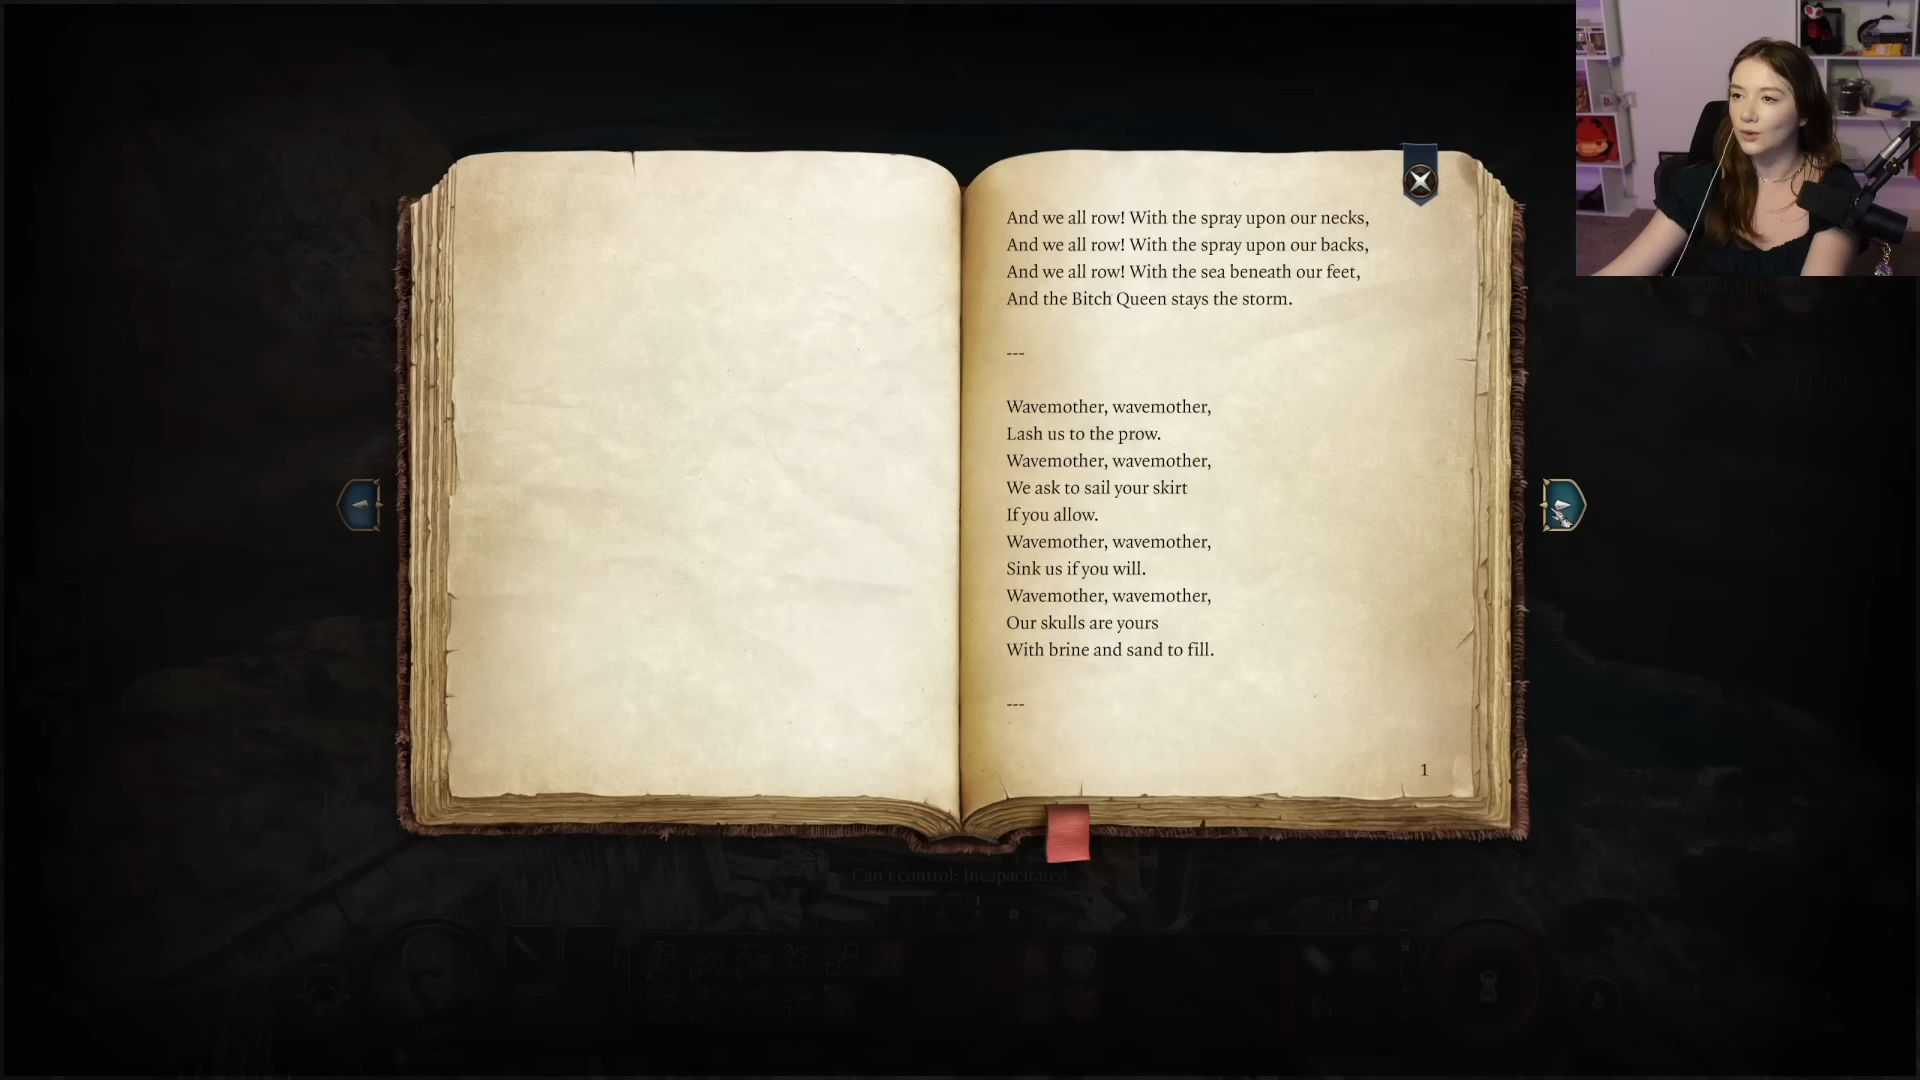 And we all row! With the spray upon our necks,
And we all row! With the spray upon our backs,
And we all row! With the sea beneath our feet,
And the Bitch Queen stays the storm.
---
Wavemother, wavemother,
Lash us to the prow.
Wavemother, wavemother,
We ask to sail your skirt
If you allow.
Wavemother, wavemother,
Sink us if you will.
Wavemother, wavemother,
Our skulls are yours
With brine and sand to fill.
---
1
Can't control: Incapacitated